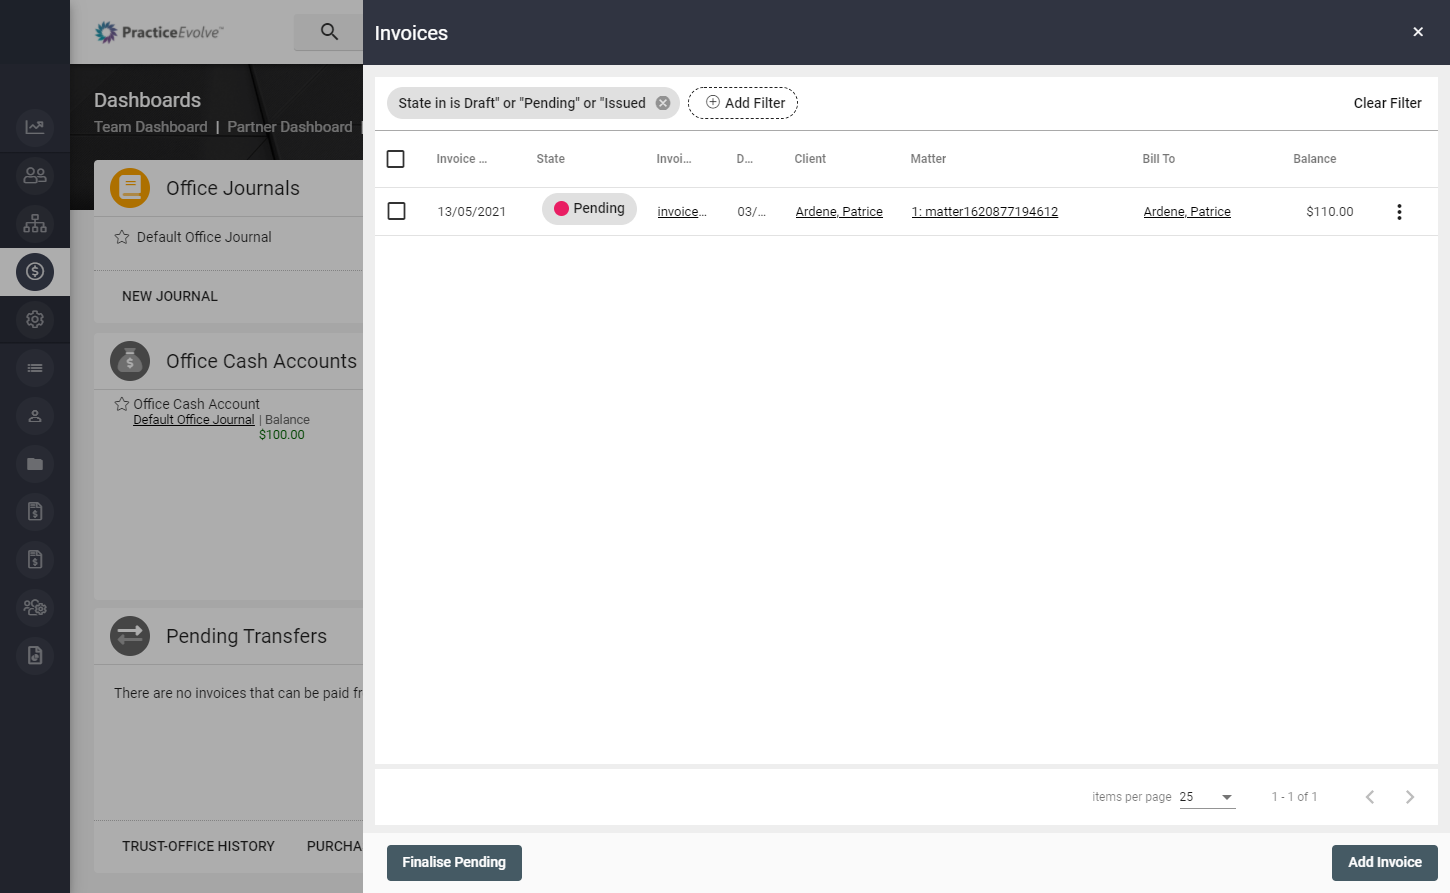 PracticeEvolve™
Dashboards
Team Dashboard | Partner Dashboard |
Office Journals
Default Office Journal
NEW JOURNAL
Office Cash Accounts
Office Cash Account
Default Office Journal | Balance
$100.00
Pending Transfers
There are no invoices that can be paid fr
TRUST-OFFICE HISTORY PURCHA
Invoices
State in is Draft" or "Pending" or "Issued Add Filter Clear Filter
Invoice ... State Invoi... D... Client Matter Bill To Balance
13/05/2021 Pending invoice... 03/... Ardene, Patrice 1: matter1620877194612 Ardene, Patrice $110.00
items per page 25 1 - 1 of 1
Finalise Pending Add Invoice